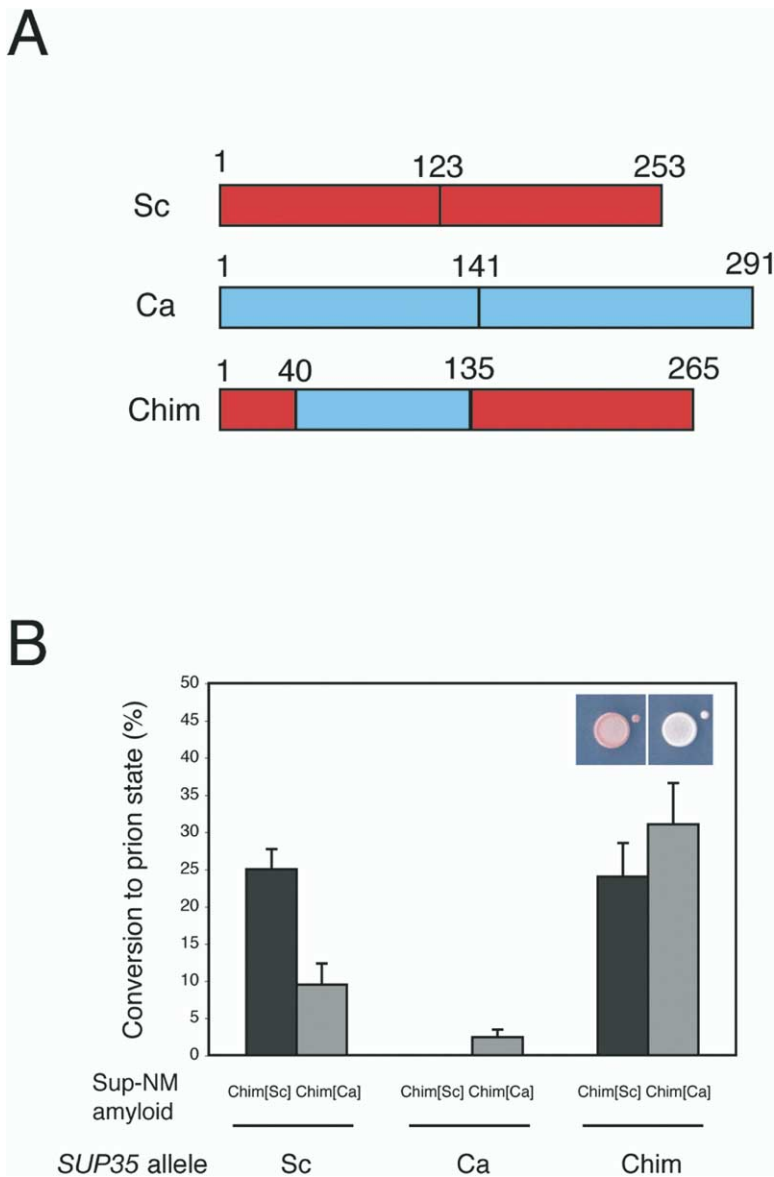 A
1 123 253
Sc
1 141 291
Ca
1 40 135 265
Chim
B
Conversion to prion state (%)
50
45
40
35
30
25
20
15
10
5
0
Sup-NM
amyloid
Chim[Sc] Chim[Ca] Chim[Sc] Chim[Ca] Chim[Sc] Chim[Ca]
SUP35 allele Sc Ca Chim